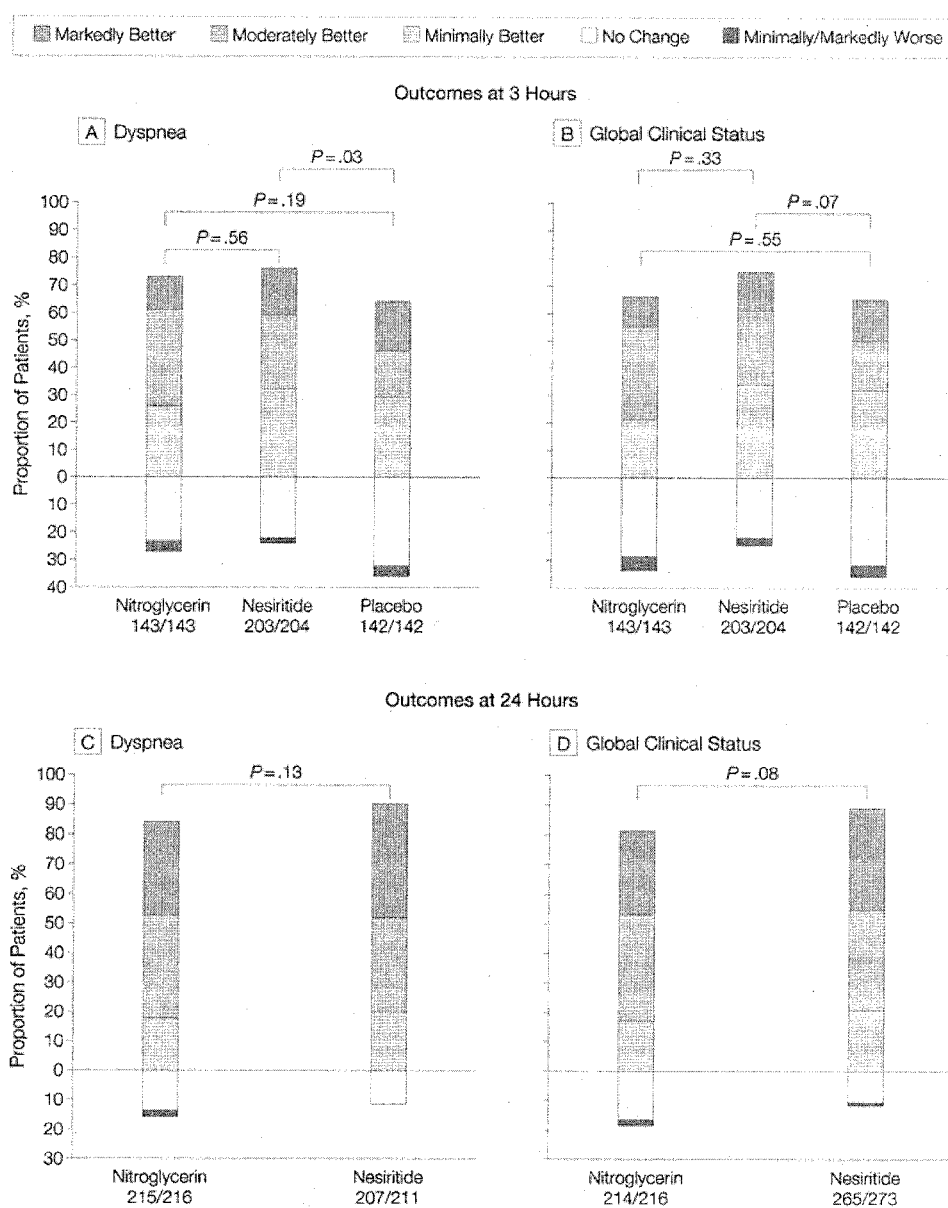 Markedly Better Moderately Better Minimally Better No Change Minimally/Markedly Worse
Outcomes at 3 Hours
A Dyspnea
B Global Clinical Status
P=.03
P=.19
P=.56
P=.33
P=.07
P=.55
Proportion of Patients, %
100
90
80
70
60
50
40
30
20
10
0
10
20
30
40
Nitroglycerin Nesiritide Placebo
143/143 203/204 142/142
Nitroglycerin Nesiritide Placebo
143/143 203/204 142/142
Outcomes at 24 Hours
C Dyspnea
D Global Clinical Status
P=.13
P=.08
Proportion of Patients, %
100
90
80
70
60
50
40
30
20
10
0
10
20
30
Nitroglycerin Nesiritide
215/216 207/211
Nitroglycerin Nesiritide
214/216 265/273